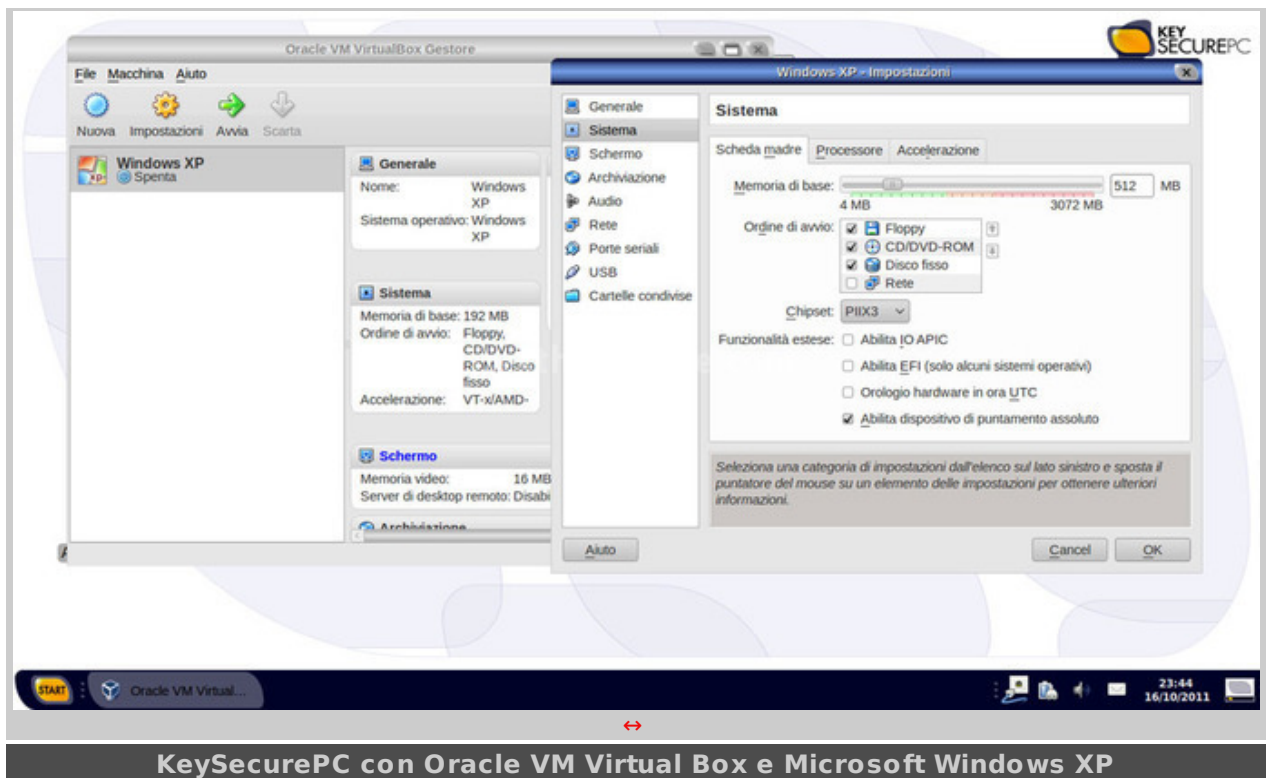 KEY
SECUREPC
Oracle VM VirtualBox Gestore
File Macchina Aiuto
Nuova Impostazioni Avvia Scarta
Windows XP
Spenta
Generale
Nome: Windows
XP
Sistema operativo: Windows
XP
Sistema
Memoria di base: 192 MB
Ordine di avvio: Floppy,
CD/DVD-
ROM, Disco
fisso
Accelerazione: VT-x/AMD-
Schermo
Memoria video: 16 MB
Server di desktop remoto: Disabi
Archiviazione
Windows XP - Impostazioni
Generale
Sistema
Schermo
Archiviazione
Audio
Rete
Porte seriali
USB
Cartelle condivise
Sistema
Scheda madre Processore Accelerazione
Memoria di base: 512 MB
4 MB 3072 MB
Ordine di avvio: Floppy
CD/DVD-ROM
Disco fisso
Rete
Chipset: PIIX3
Funzionalità estese: Abilita IO APIC
Abilita EFI (solo alcuni sistemi operativi)
Orologio hardware in ora UTC
Abilita dispositivo di puntamento assoluto
Seleziona una categoria di impostazioni dall'elenco sul lato sinistro e sposta il
puntatore del mouse su un elemento delle impostazioni per ottenere ulteriori
informazioni.
Aiuto Cancel OK
START Oracle VM Virtual...
23:44
16/10/2011
KeySecurePC con Oracle VM Virtual Box e Microsoft Windows XP